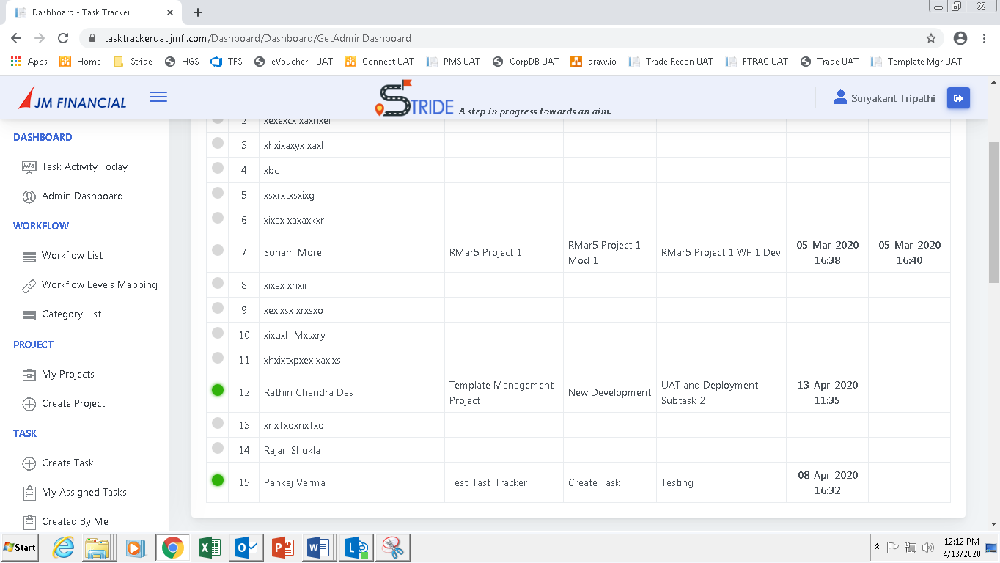 Dashboard - Task Tracker
tasktrackeruat.jmfl.com/Dashboard/Dashboard/GetAdminDashboard
Apps Home Stride HGS TFS eVoucher - UAT Connect UAT PMS UAT CorpDB UAT draw.io Trade Recon UAT FTRAC UAT Trade UAT Template Mgr UAT
JM FINANCIAL
STRIDE A step in progress towards an aim.
Suryakant Tripathi
DASHBOARD
Task Activity Today
Admin Dashboard
WORKFLOW
Workflow List
Workflow Levels Mapping
Category List
PROJECT
My Projects
Create Project
TASK
Create Task
My Assigned Tasks
Created By Me
2 xexexcx xaxhxel
3 xhxixaxyx xaxh
4 xbc
5 xsxrxtxsxixg
6 xixax xaxaxkxr
7 Sonam More RMar5 Project 1 RMar5 Project 1 RMar5 Project 1 WF 1 Dev 05-Mar-2020 05-Mar-2020
Mod 1 16:38 16:40
8 xixax xhxir
9 xexlxsx xrxsxo
10 xixuxh Mxsxry
11 xhxixtxpxex xaxlxs
12 Rathin Chandra Das Template Management New Development UAT and Deployment - 13-Apr-2020
Project Subtask 2 11:35
13 xnxTxoxnxTxo
14 Rajan Shukla
15 Pankaj Verma Test_Tast_Tracker Create Task Testing 08-Apr-2020
16:32
Start
12:12 PM
4/13/2020